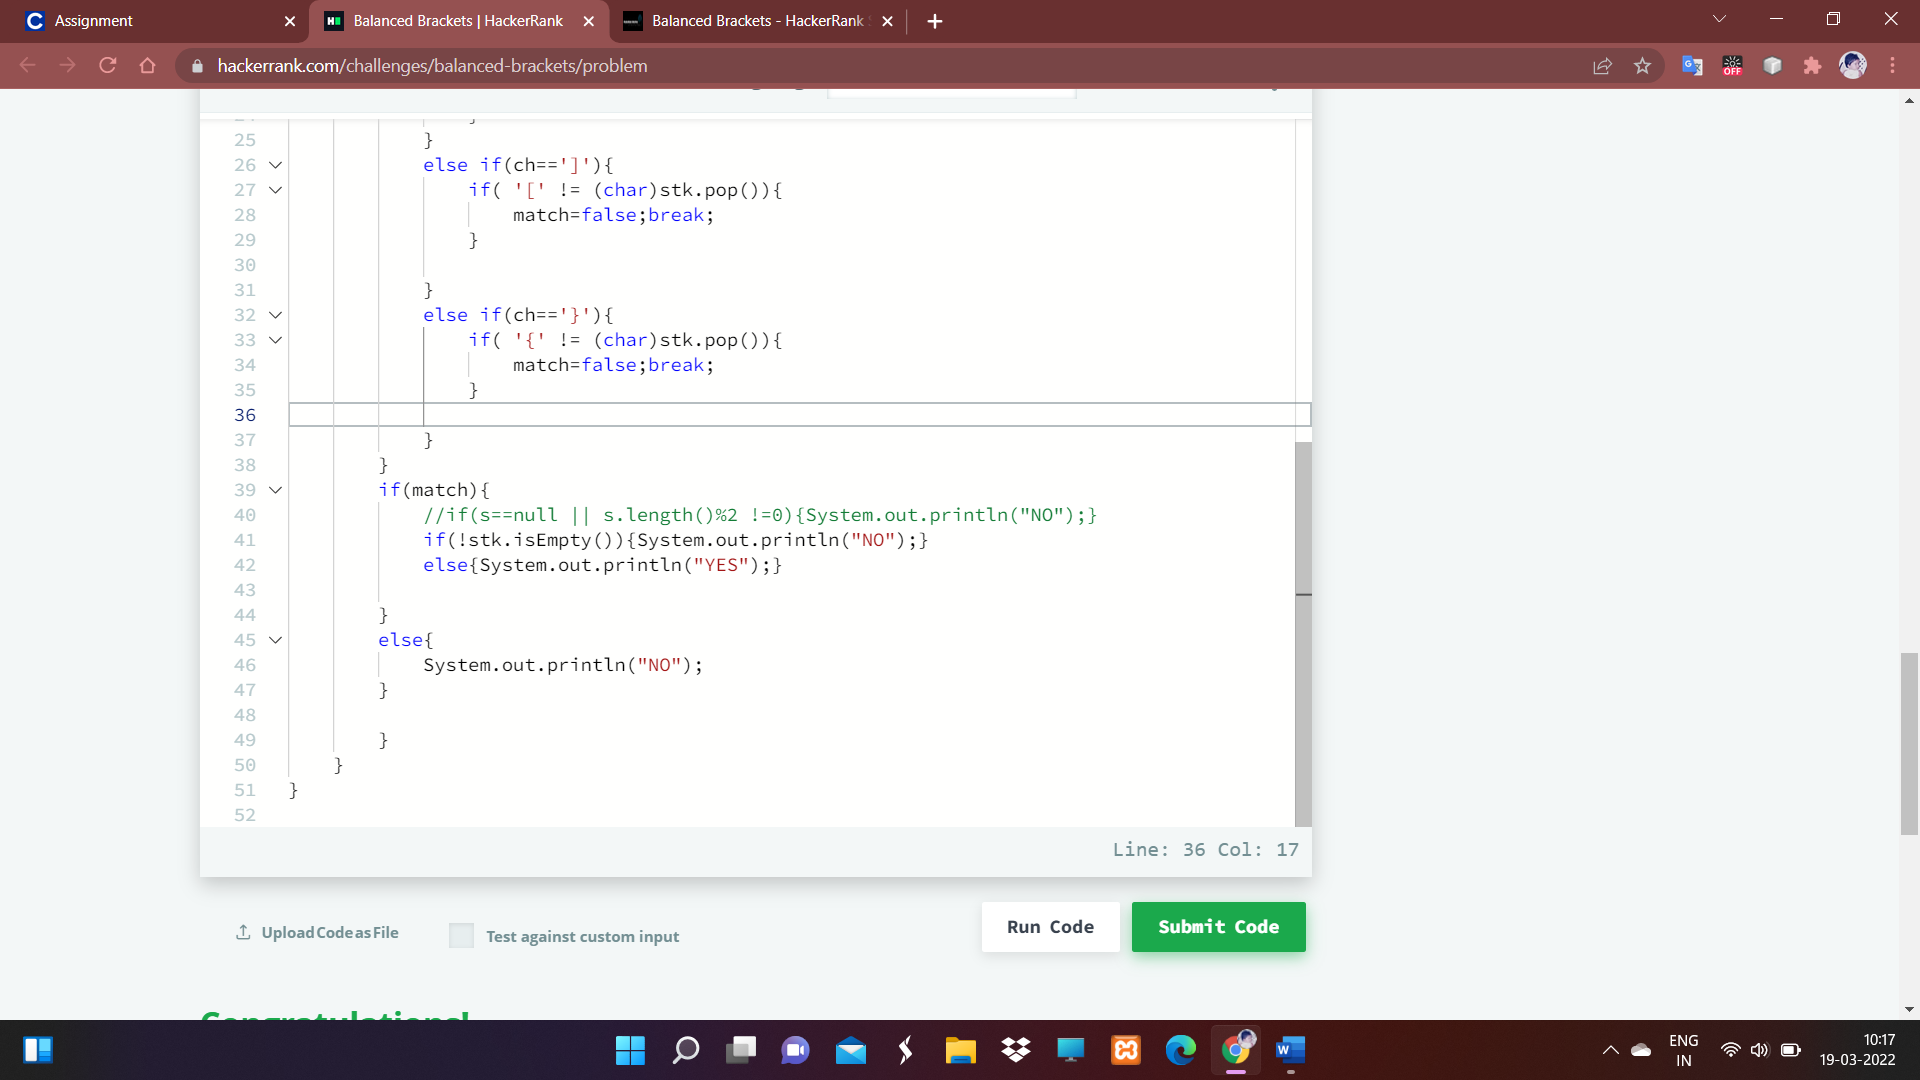 Assignment
Balanced Brackets | HackerRank
Balanced Brackets - HackerRank
hackerrank.com/challenges/balanced-brackets/problem
OFF
25 }
26 else if(ch==']'){
27 if( '[' != (char)stk.pop()){
28 match=false;break;
29 }
30
31 }
32 else if(ch=='}'){
33 if( '{' != (char)stk.pop()){
34 match=false;break;
35 }
36
37 }
38 }
39 if(match){
40 //if(s==null || s.length()%2 !=0){System.out.println("NO");}
41 if(!stk.isEmpty()){System.out.println("NO");}
42 else{System.out.println("YES");}
43
44 }
45 else{
46 System.out.println("NO");
47 }
48
49 }
50 }
51 }
52
Line: 36 Col: 17
Upload Code as File
Test against custom input
Run Code
Submit Code
Congratulations!
ENG
IN
10:17
19-03-2022